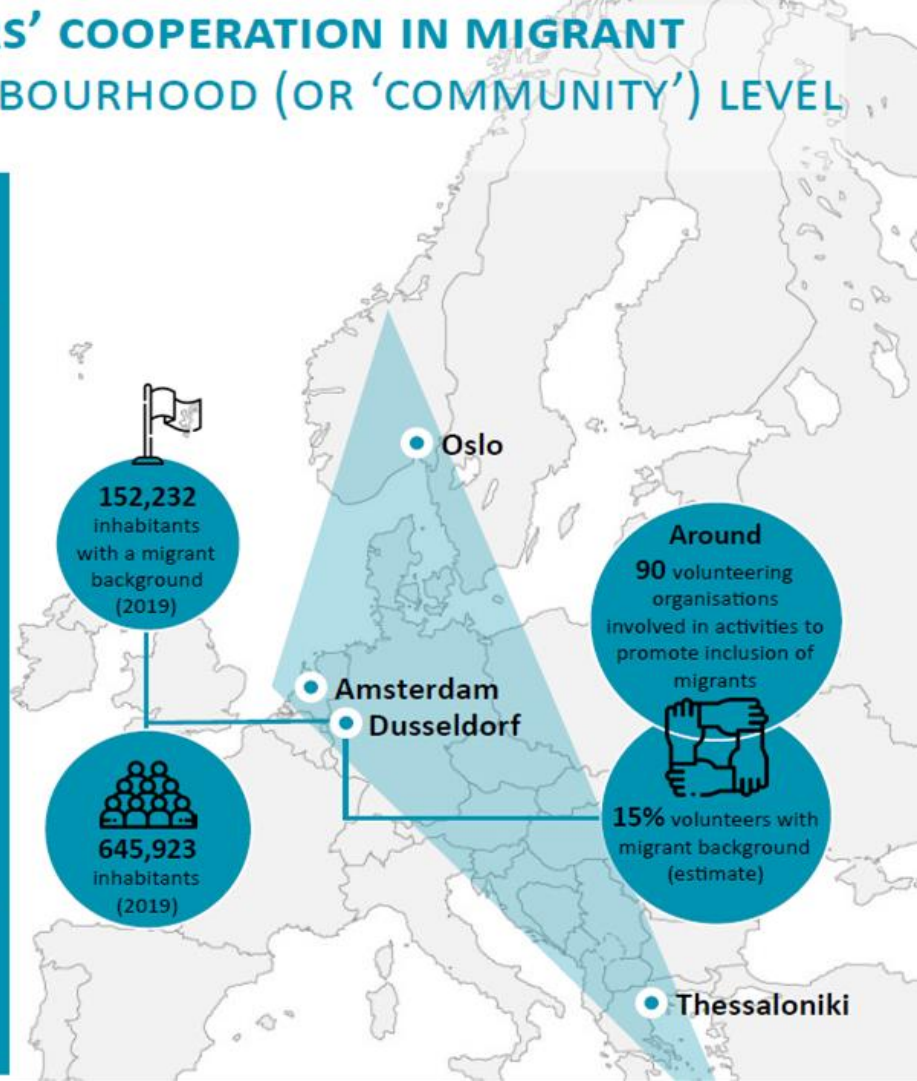 S' COOPERATION IN MIGRANT
BOURHOOD (OR 'COMMUNITY') LEVEL
Oslo
152,232
inhabitants
with a migrant
background
(2019)
Around
90 volunteering
organisations
involved in activities to
promote inclusion of
migrants
Amsterdam
Dusseldorf
645,923
inhabitants
(2019)
15% volunteers with
migrant background
(estimate)
Thessaloniki